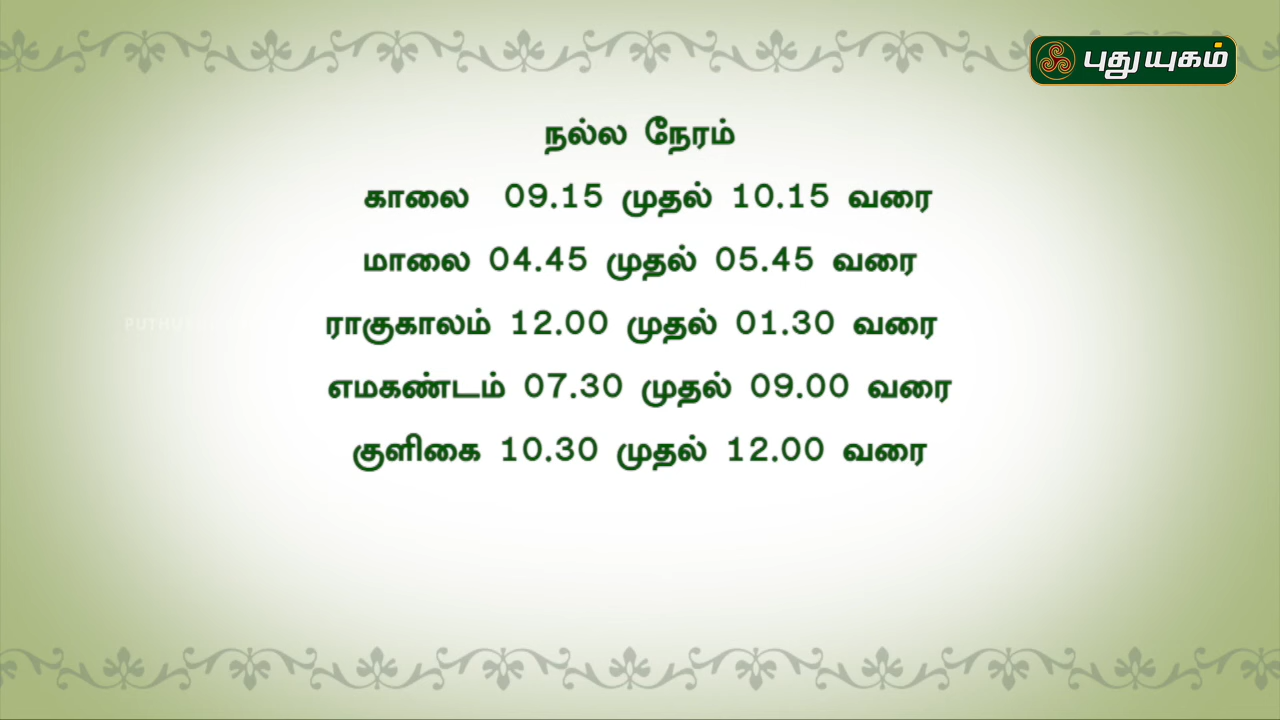 புதுயுகம்
நல்ல நேரம்
காலை 09.15 முதல் 10.15 வரை
மாலை 04.45 முதல் 05.45 வரை
ராகுகாலம் 12.00 முதல் 01.30 வரை
எமகண்டம் 07.30 முதல் 09.00 வரை
குளிகை 10.30 முதல் 12.00 வரை